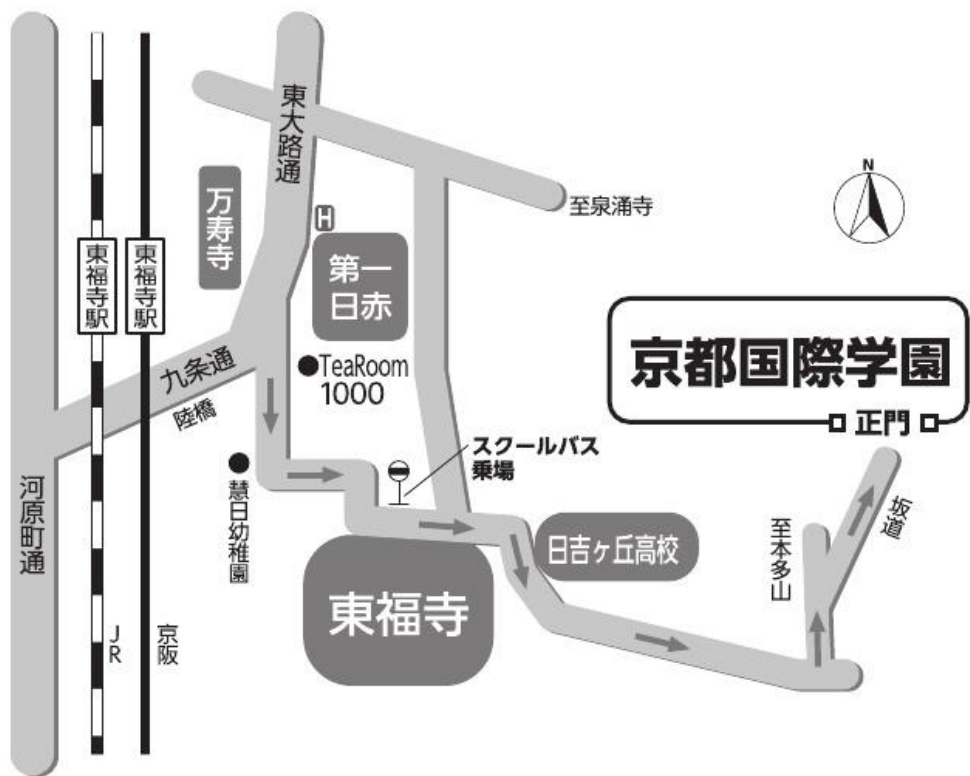 N
東大路通
至泉涌寺
万寿寺
H
第一
日赤
東福寺駅
東福寺駅
京都国際学園
正門
九条通
陸橋
TeaRoom
1000
スクールバス
乗場
慧日幼稚園
河原町通
坂道
日吉ヶ丘高校
至本多山
東福寺
JR
京阪